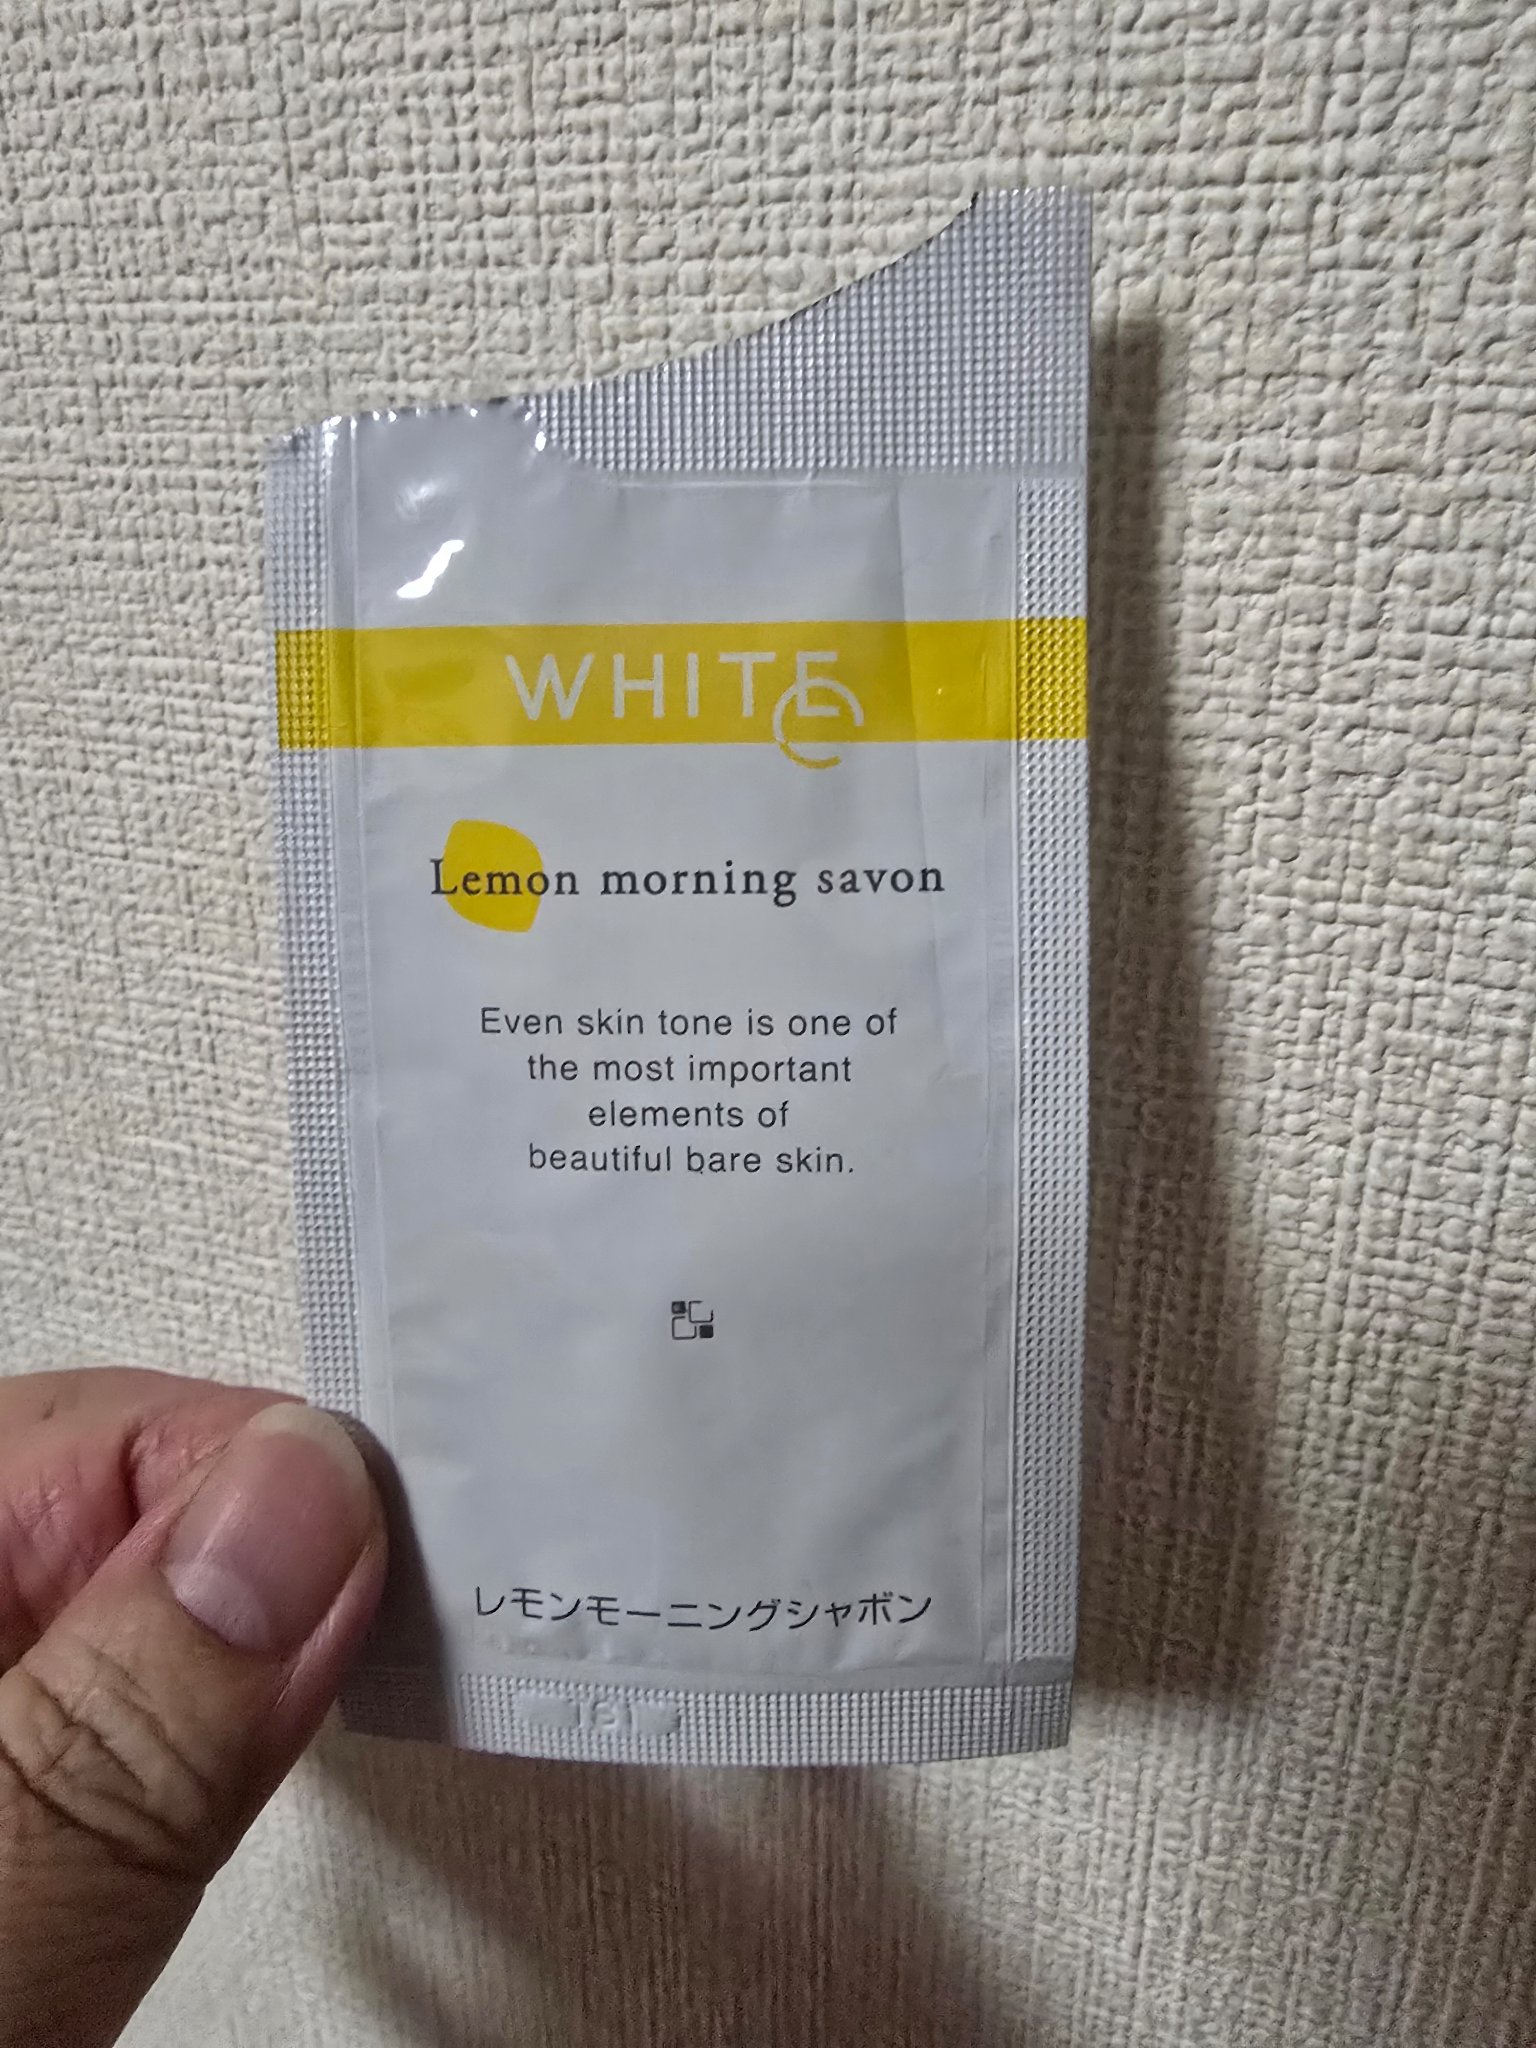 WHITE
Lemon morning savon
Even skin tone is one of
the most important
elements of
beautiful bare skin.
レモンモーニングシャボン